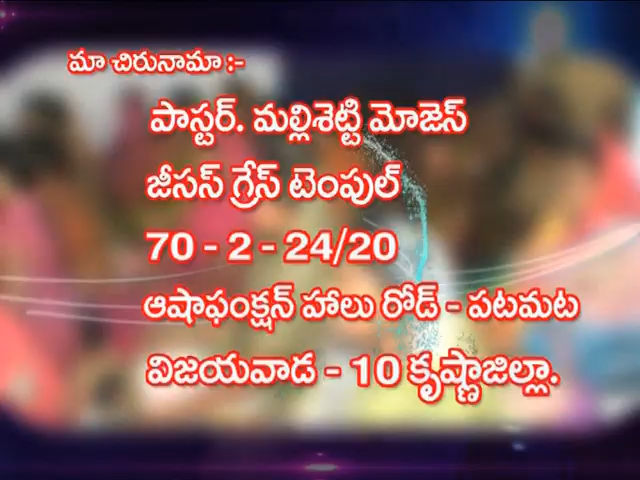 మా చిరునామా :-
పాస్టర్. మల్లిశెట్టి మోజెస్
జీసస్ గ్రేస్ టెంపుల్
70 - 2 - 24/20
ఆషాఫంక్షన్ హాలు రోడ్ - పటమట
విజయవాడ - 10 కృష్ణాజిల్లా.